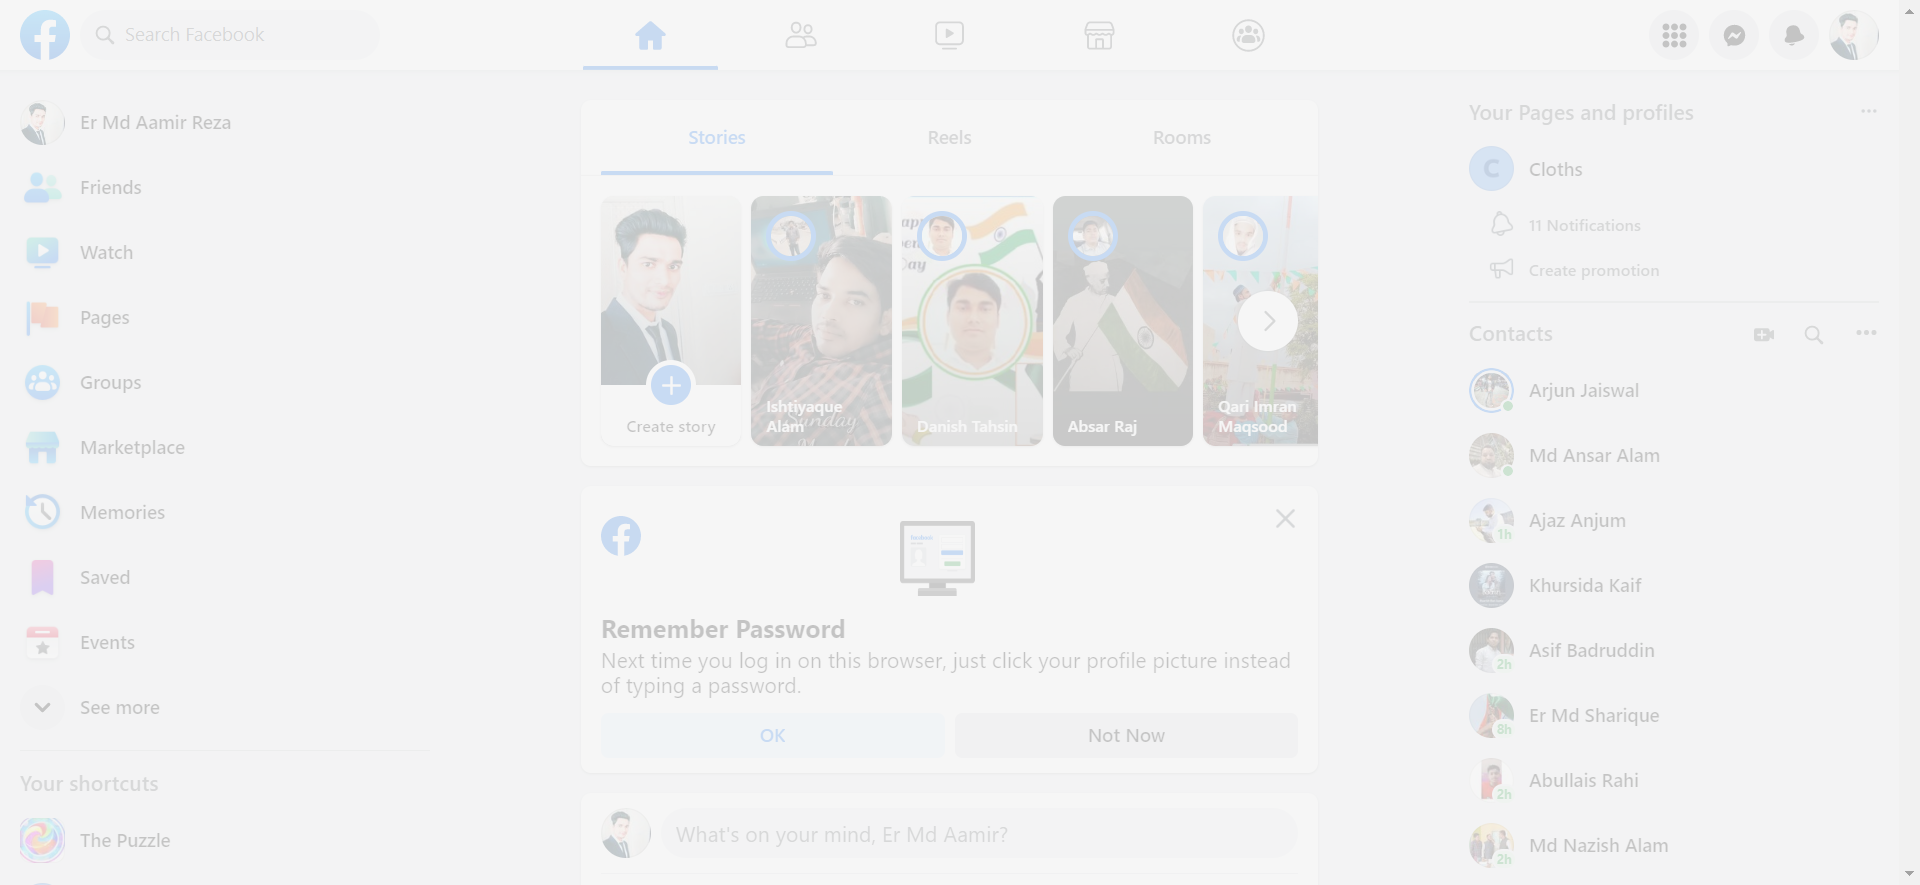 Search Facebook
Er Md Aamir Reza
Friends
Watch
Pages
Groups
Marketplace
Memories
Saved
Events
See more
Your shortcuts
The Puzzle
Stories
Reels
Rooms
Create story
Ishtiyaque
Alam
Sunday
Danish Tahsin
Absar Raj
Qari Imran
Maqsood
Remember Password
Next time you log in on this browser, just click your profile picture instead
of typing a password.
OK
Not Now
What's on your mind, Er Md Aamir?
Your Pages and profiles
C
Cloths
11 Notifications
Create promotion
Contacts
Arjun Jaiswal
Md Ansar Alam
Ajaz Anjum
1h
Khursida Kaif
Asif Badruddin
2h
Er Md Sharique
8h
Abullais Rahi
2h
Md Nazish Alam
2h